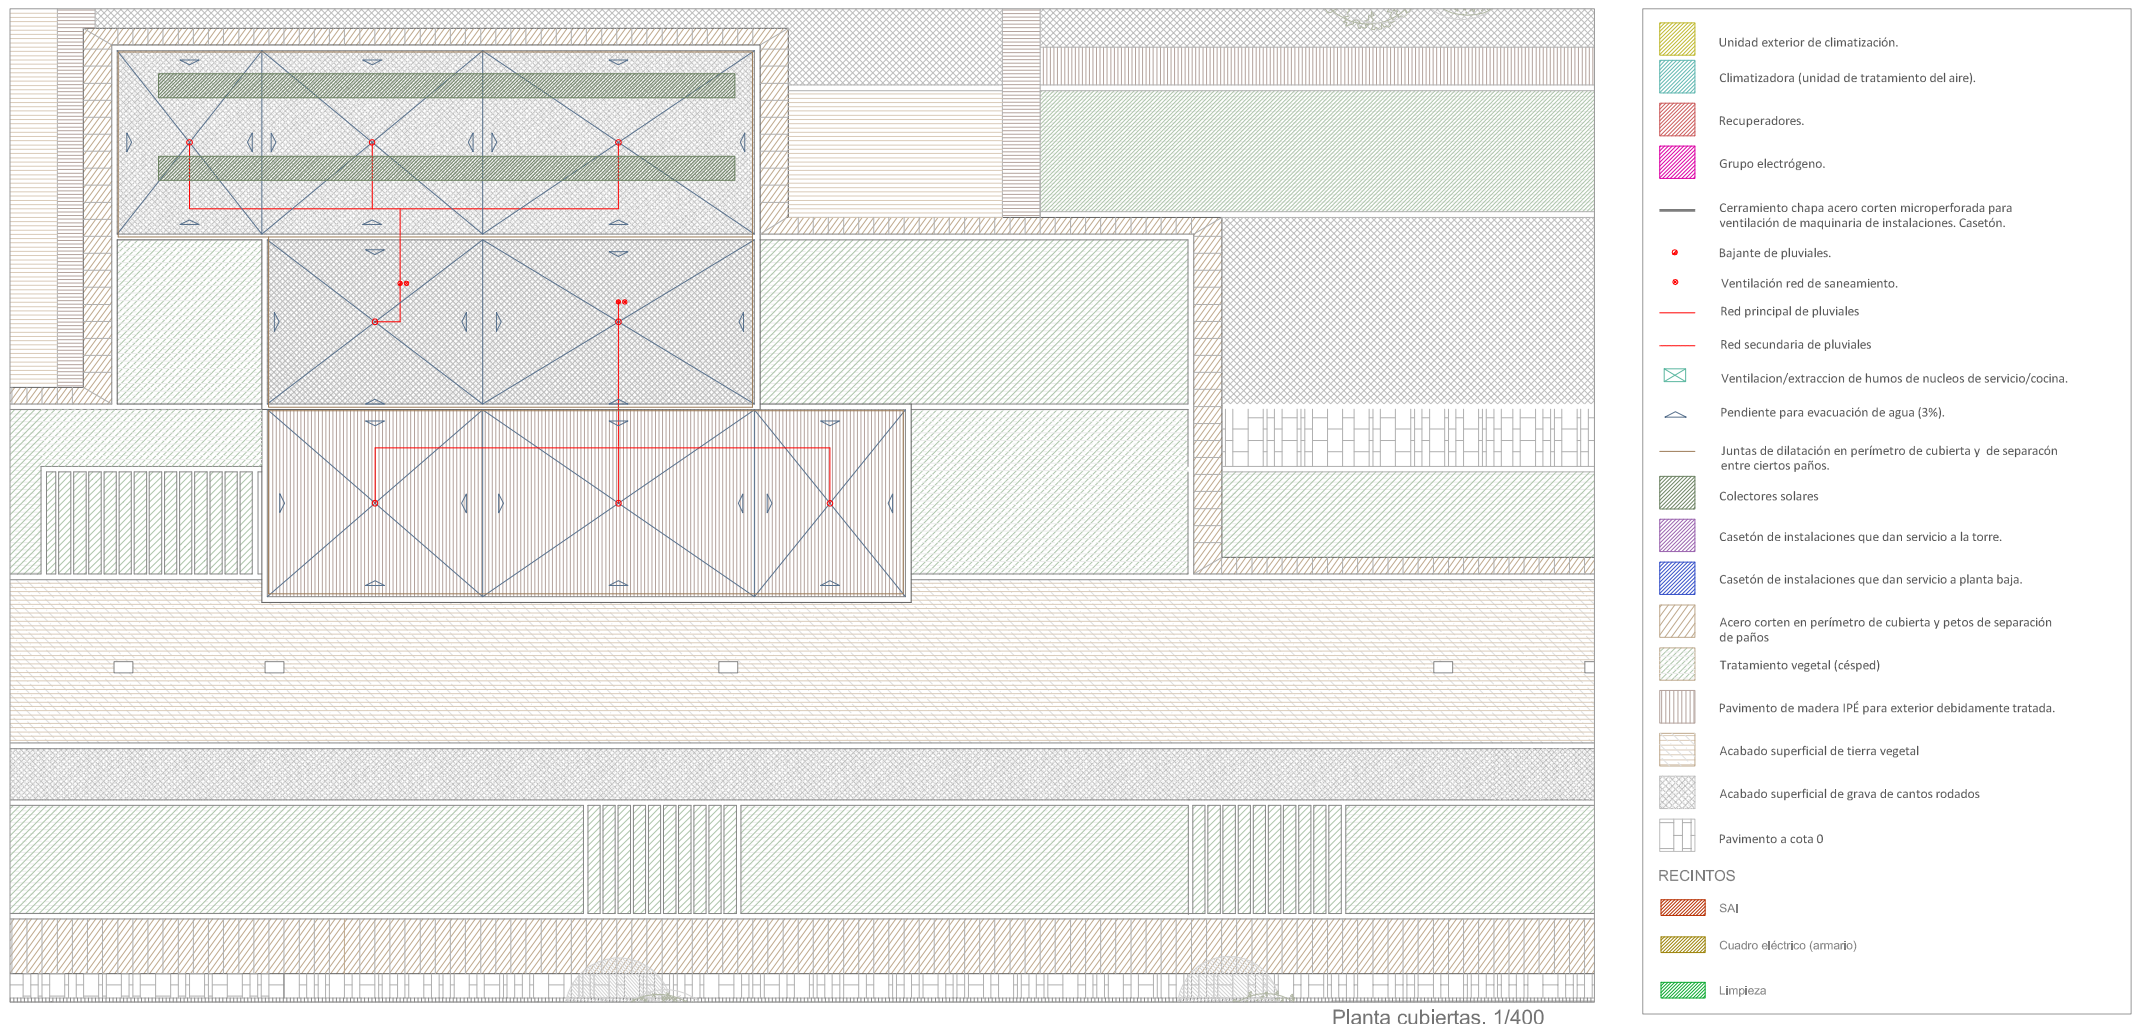 Unidad exterior de climatización.
Climatizadora (unidad de tratamiento del aire).
Recuperadores.
Grupo electrógeno.
Cerramiento chapa acero corten microperforada para
ventilación de maquinaria de instalaciones. Casetón.
Bajante de pluviales.
Ventilación red de saneamiento.
Red principal de pluviales
Red secundaria de pluviales
Ventilacion/extraccion de humos de nucleos de servicio/cocina.
Pendiente para evacuación de agua (3%).
Juntas de dilatación en perímetro de cubierta y de separacón
entre ciertos paños.
Colectores solares
Casetón de instalaciones que dan servicio a la torre.
Casetón de instalaciones que dan servicio a planta baja.
Acero corten en perímetro de cubierta y petos de separación
de paños
Tratamiento vegetal (césped)
Pavimento de madera IPÉ para exterior debidamente tratada.
Acabado superficial de tierra vegetal
Acabado superficial de grava de cantos rodados
Pavimento a cota 0
RECINTOS
SAI
Cuadro eléctrico (armario)
Limpieza
Planta cubiertas. 1/400